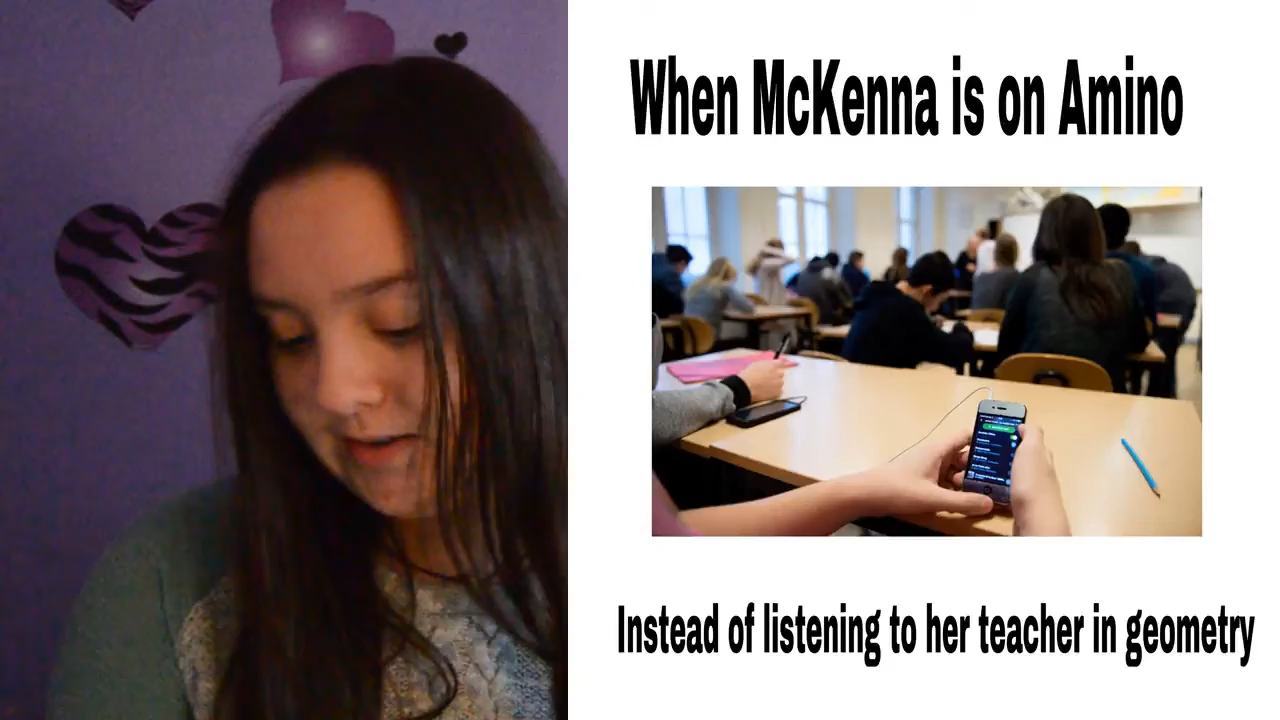 When McKenna is on Amino
Instead of listening to her teacher in geometry